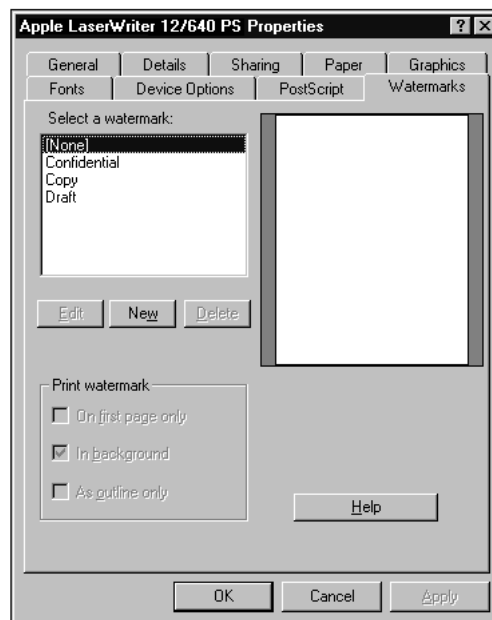 Apple LaserWriter 12/640 PS Properties ? ×
General Details Sharing Paper Graphics
Fonts Device Options PostScript Watermarks
Select a watermark:
[None]
Confidential
Copy
Draft
Edit New Delete
Print watermark
On first page only
In background
As outline only
Help
OK Cancel Apply